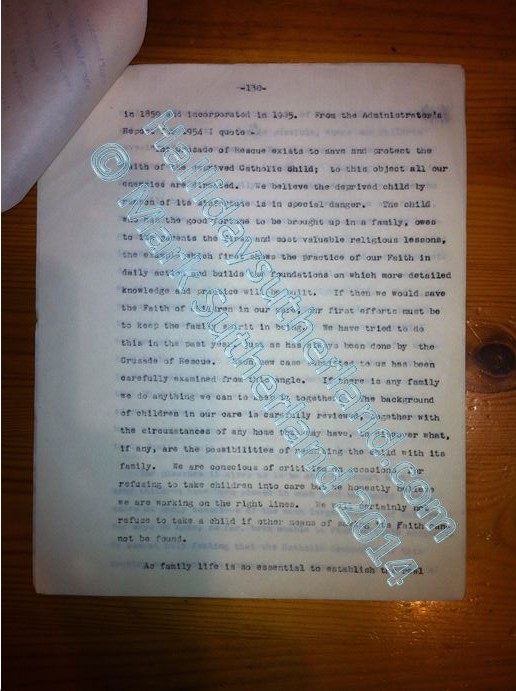 -130-
in 1859 and incorporated in 1905. From the Administrator's
Report 1954 I quote -
Crusade of Rescue exists to save and protect the
Faith of the deprived Catholic child; to this object all our
energies are directed. We believe the deprived child by
reason of its misfortune is in special danger. The child
who has the good fortune to be brought up in a family, owes
to its parents the first and most valuable religious lessons,
the example which first shows the practice of our Faith in
daily action and builds the foundations on which more detailed
knowledge and practice will be built. If then we would save
the Faith of children in our care, our first efforts must be
to keep the family spirit in being. We have tried to do
this in the past year, just as has always been done by the
Crusade of Rescue. Each new case submitted to us has been
carefully examined from this angle. If there is any family
we do anything we can to keep it together. The background
of children in our care is carefully reviewed, together with
the circumstances of any home they may have, to discover what,
if any, are the possibilities of the child with its
family. We are conscious of criticism on occasions for
refusing to take children into care but we honestly believe
we are working on the right lines. We certainly not
refuse to take a child if other means of saving its Faith can
not be found.
As family life is so essential to establish the
© Mark Sutherland 2014
Hallidaysutherland.com